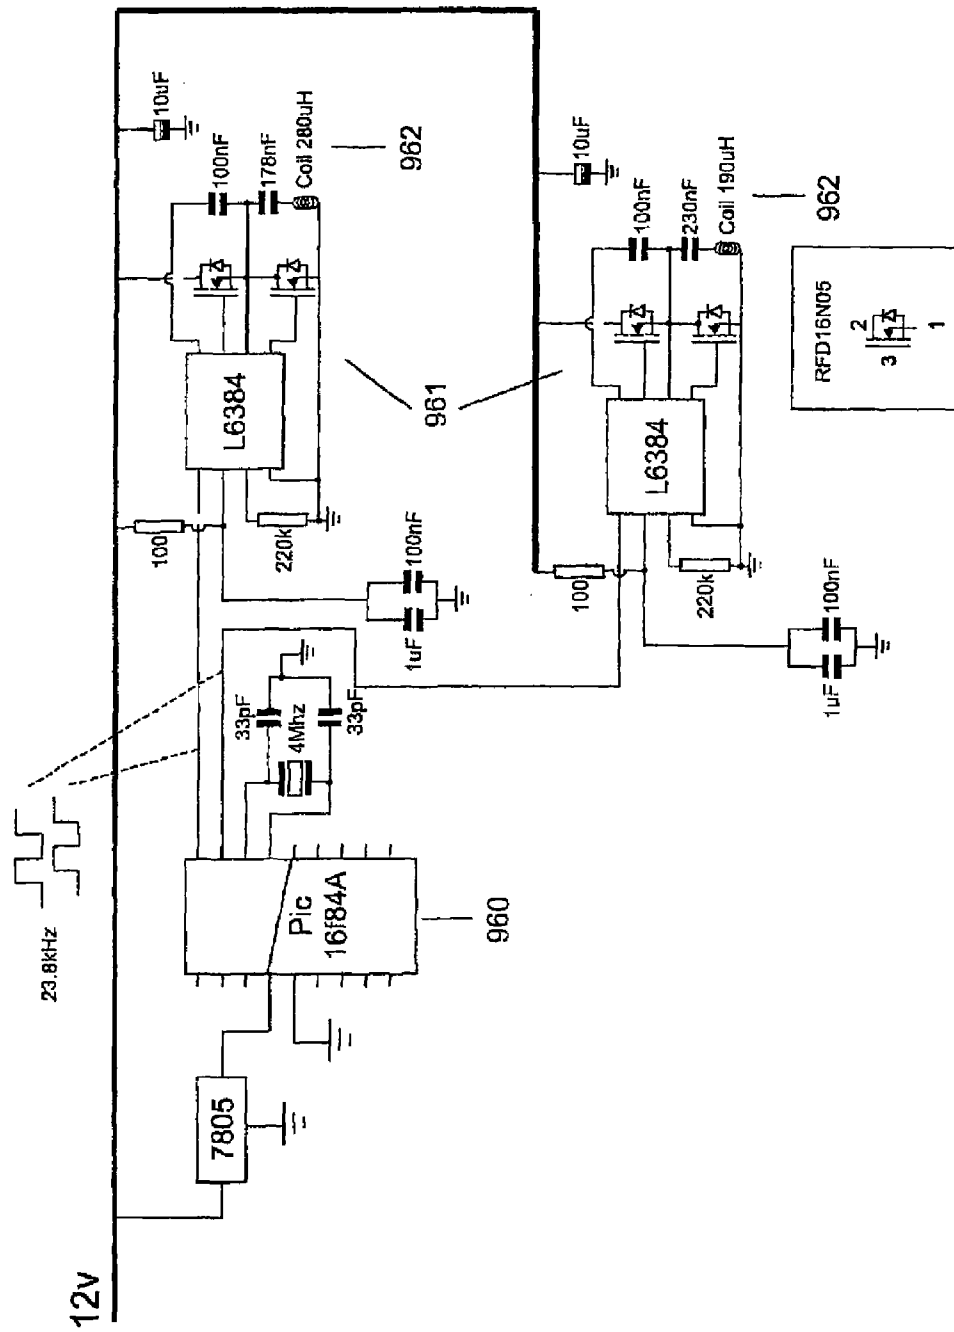 12v
7805
23.8kHz
Pic
16f84A
960
33pF
4Mhz
33pF
100
220k
1uF
100nF
L6384
961
100nF
178nF
Coil 280uH
962
10uF
100
220k
1uF
100nF
L6384
100nF
230nF
Coil 190uH
962
10uF
RFD16N05
2
3
1